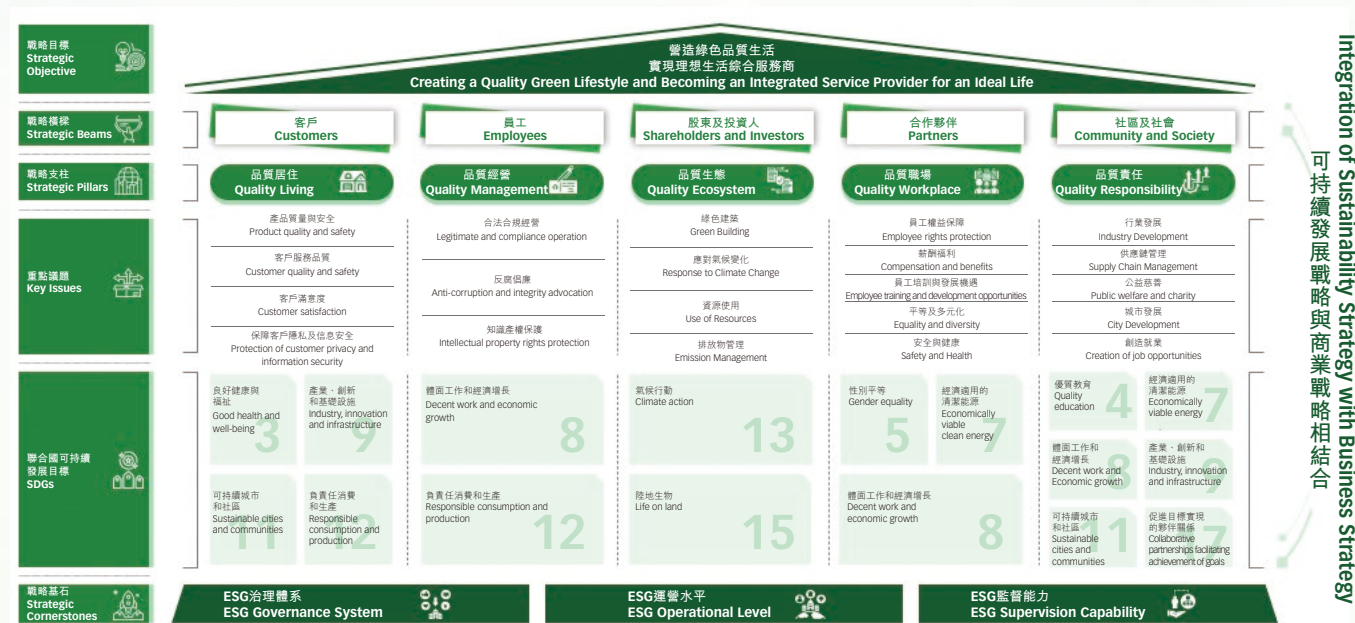 戰略目標
Strategic
Objective
營造綠色品質生活
實現理想生活綜合服務商
Creating a Quality Green Lifestyle and Becoming an Integrated Service Provider for an Ideal Life
戰略橫樑
Strategic Beams
客戶
Customers
員工
Employees
股東及投資人
Shareholders and Investors
合作夥伴
Partners
社區及社會
Community and Society
戰略支柱
Strategic Pillars
品質居住
Quality Living
品質經營
Quality Management
品質生態
Quality Ecosystem
品質職場
Quality Workplace
品質責任
Quality Responsibility
重點議題
Key Issues
產品質量與安全
Product quality and safety
客戶服務品質
Customer quality and safety
客戶滿意度
Customer satisfaction
保障客戶隱私及信息安全
Protection of customer privacy and
information security
合法合規經營
Legitimate and compliance operation
反腐倡廉
Anti-corruption and integrity advocation
知識產權保護
Intellectual property rights protection
綠色建築
Green Building
應對氣候變化
Response to Climate Change
資源使用
Use of Resources
排放物管理
Emission Management
員工權益保障
Employee rights protection
薪酬福利
Compensation and benefits
員工培訓與發展機遇
Employee training and development opportunities
平等及多元化
Equality and diversity
安全與健康
Safety and Health
行業發展
Industry Development
供應鏈管理
Supply Chain Management
公益慈善
Public welfare and charity
城市發展
City Development
創造就業
Creation of job opportunities
聯合國可持續
發展目標
SDGs
良好健康與
福祉
Good health and
well-being
3
產業、創新
和基礎設施
Industry, innovation
and infrastructure
9
可持續城市
和社區
Sustainable cities
and communities
11
負責任消費
和生產
Responsible
consumption and
production
12
體面工作和經濟增長
Decent work and economic
growth
8
負責任消費和生產
Responsible consumption and
production
12
氣候行動
Climate action
13
陸地生物
Life on land
15
性別平等
Gender equality
5
經濟適用的
清潔能源
Economically
viable
clean energy
7
體面工作和經濟增長
Decent work and
economic growth
8
優質教育
Quality
education
4
經濟適用的
清潔能源
Economically
viable energy
7
體面工作和
經濟增長
Decent work and
Economic growth
8
產業、創新和
基礎設施
Industry, innovation
and infrastructure
9
可持續城市
和社區
Sustainable
cities and
communities
11
促進目標實現
的夥伴關係
Collaborative
partnerships facilitating
achievement of goals
17
戰略基石
Strategic
Cornerstones
ESG治理體系
ESG Governance System
ESG運營水平
ESG Operational Level
ESG監督能力
ESG Supervision Capability
可持續發展戰略與商業戰略相結合
Integration of Sustainability Strategy with Business Strategy